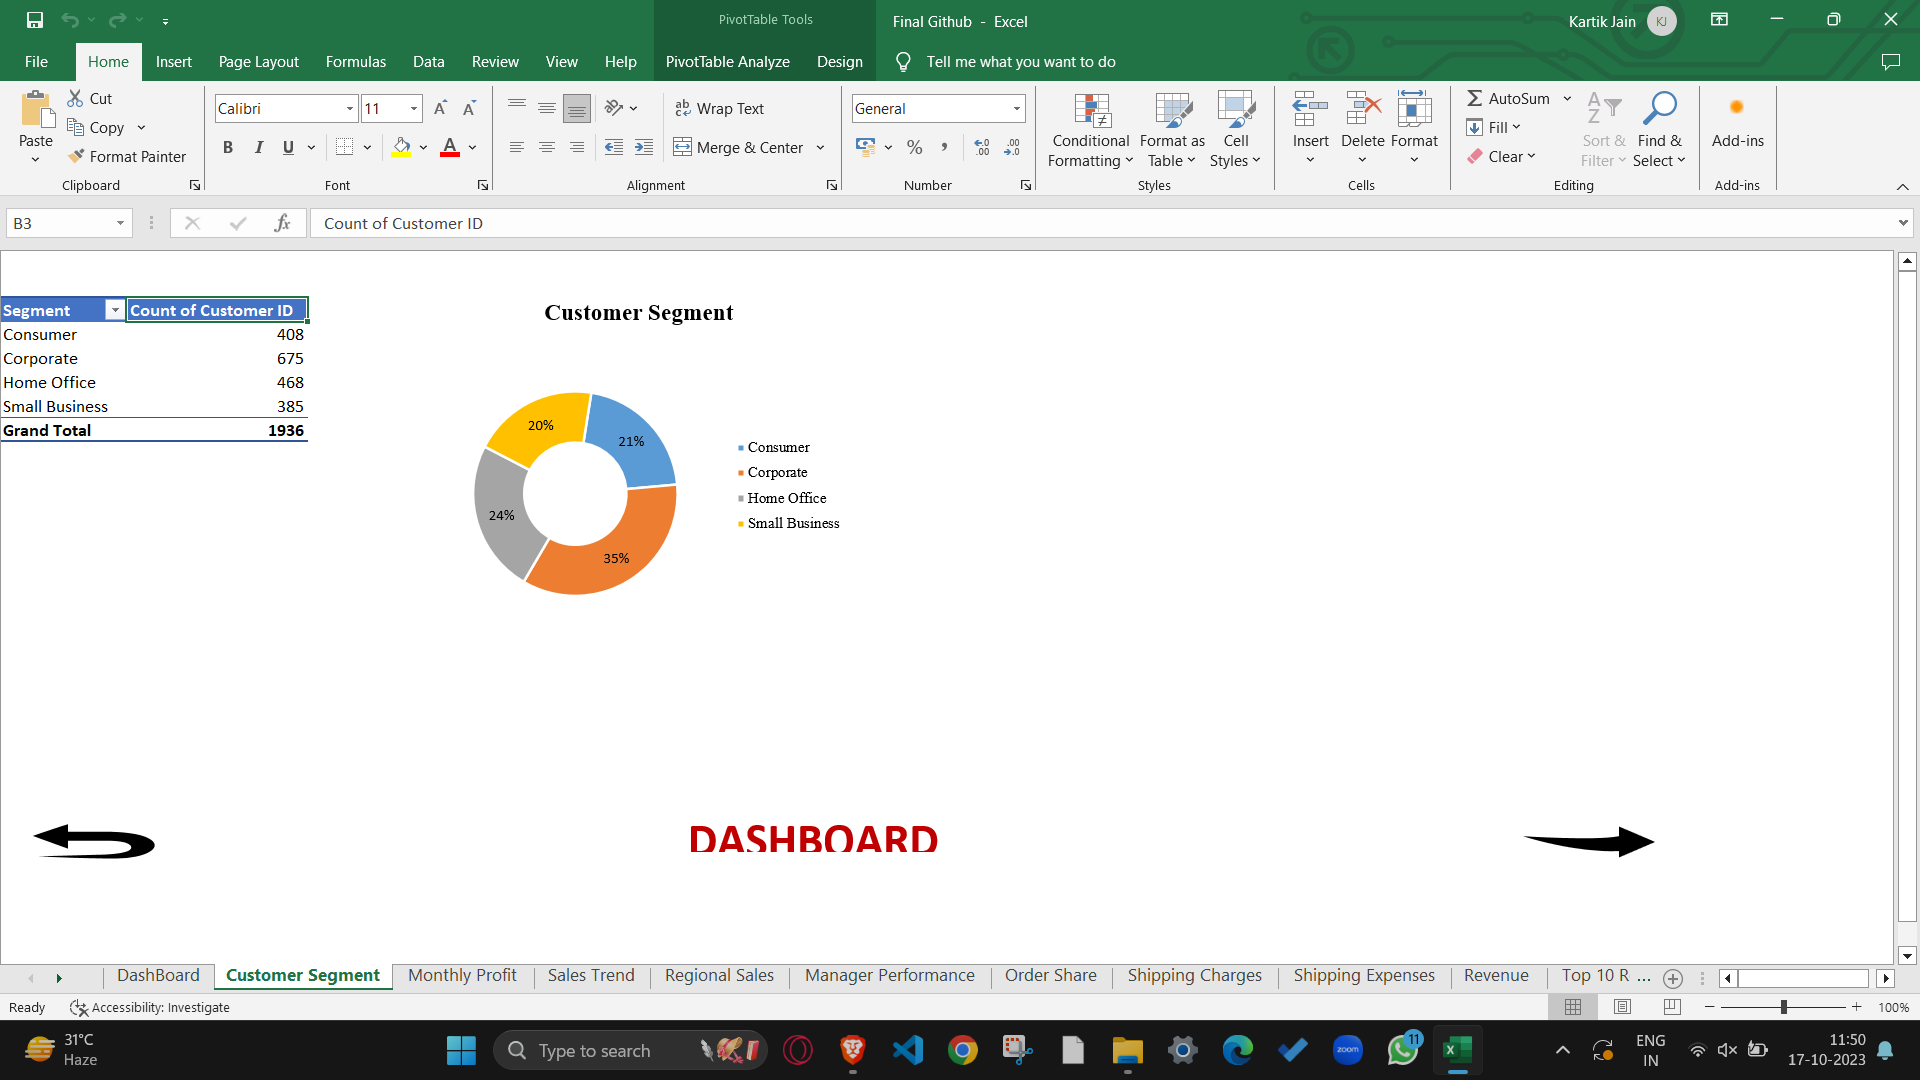 PivotTable Tools
Final Github - Excel
Kartik Jain
KJ
File
Home
Insert
Page Layout
Formulas
Data
Review
View
Help
PivotTable Analyze
Design
Tell me what you want to do
Paste
Cut
Copy
Format Painter
Clipboard
Calibri
11
A
A
B
I
U
A
Font
ab
Wrap Text
Merge & Center
Alignment
General
%
,
Number
Conditional
Formatting
Format as
Table
Cell
Styles
Styles
Insert
Delete
Format
Cells
AutoSum
Fill
Clear
Sort &
Filter
Find &
Select
Editing
Add-ins
Add-ins
B3
fx
Count of Customer ID
Segment Count of Customer ID
Consumer 408
Corporate 675
Home Office 468
Small Business 385
Grand Total 1936
Customer Segment
20%
21%
24%
35%
Consumer
Corporate
Home Office
Small Business
DASHBOARD
DashBoard
Customer Segment
Monthly Profit
Sales Trend
Regional Sales
Manager Performance
Order Share
Shipping Charges
Shipping Expenses
Revenue
Top 10 R ...
Ready
Accessibility: Investigate
100%
31°C
Haze
Type to search
zoom
11
ENG
IN
11:50
17-10-2023